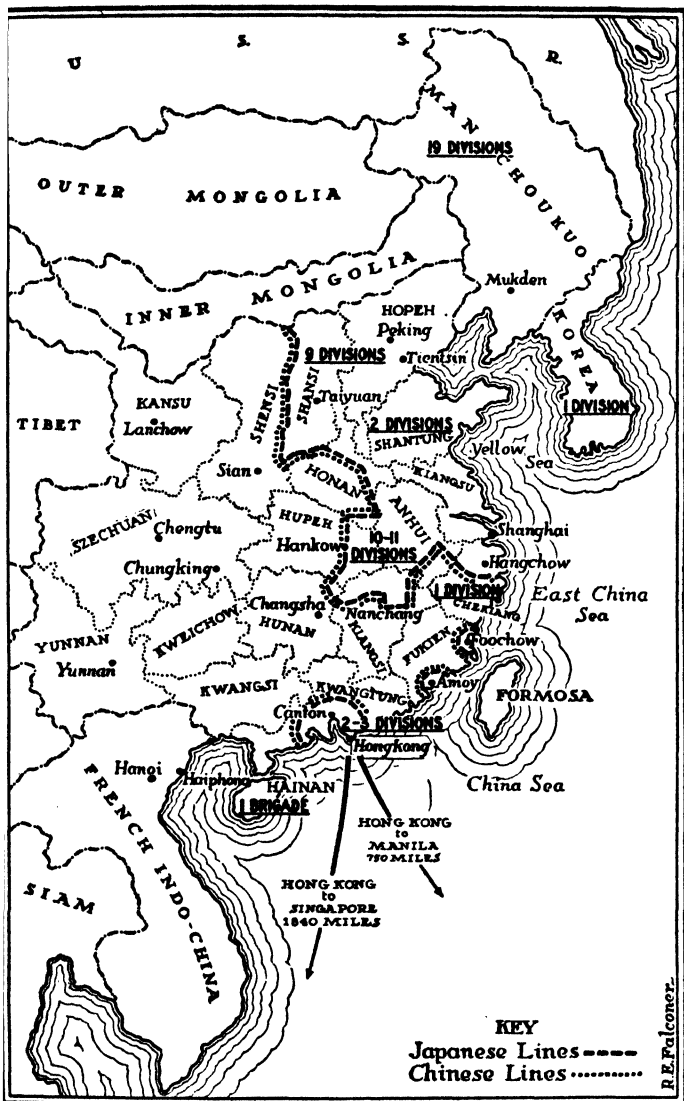 U. S. S. R.
MANCHOUKUO
19 DIVISIONS
OUTER MONGOLIA
INNER MONGOLIA
Mukden
HOPEH
Peking
Tientsin
KOREA
1 DIVISION
9 DIVISIONS
SHENSI
SHANSI
Taiyuan
KANSU
Lanchow
TIBET
2 DIVISIONS
SHANTUNG
Yellow
Sea
Sian
HONAN
KIANGSU
ANHUI
SZECHUAN
Chengtu
Chungking
HUPEH
Hankow
10-11
DIVISIONS
Shanghai
Hangchow
1 DIVISION
CHEKIANG
East China
Sea
Changsha
HUNAN
Nanchang
KIANGSI
FUKIEN
Foochow
YUNNAN
Yunnan
KWEICHOW
KWANGSI
KWANGTUNG
Amoy
FORMOSA
Canton
2-3 DIVISIONS
Hongkong
China Sea
Hanoi
Haiphong
HAINAN
1 BRIGADE
FRENCH INDO-CHINA
SIAM
HONG KONG
to
MANILA
750 MILES
HONG KONG
to
SINGAPORE
1840 MILES
KEY
Japanese Lines
Chinese Lines
R.E.Falconer.